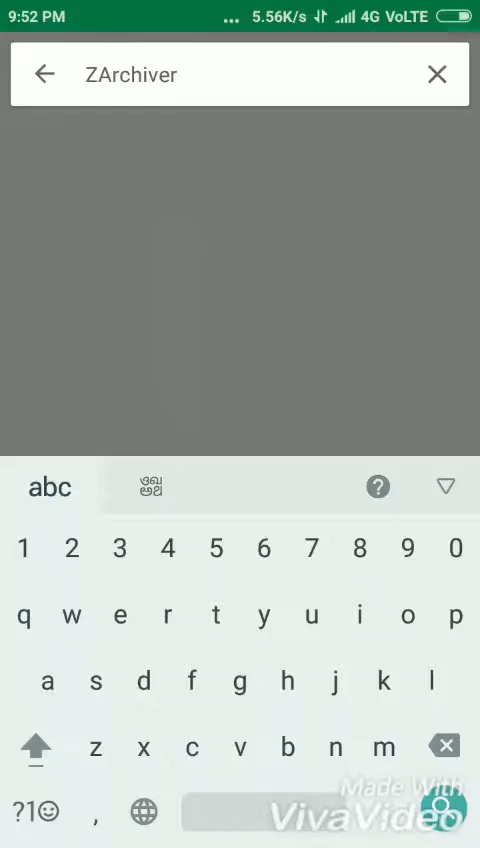 9:52 PM ... 5.56K/s 4G VoLTE
ZArchiver
abc
1 2 3 4 5 6 7 8 9 0
q w e r t y u i o p
a s d f g h j k l
z x c v b n m
?1 ,
Made With
VivaVideo